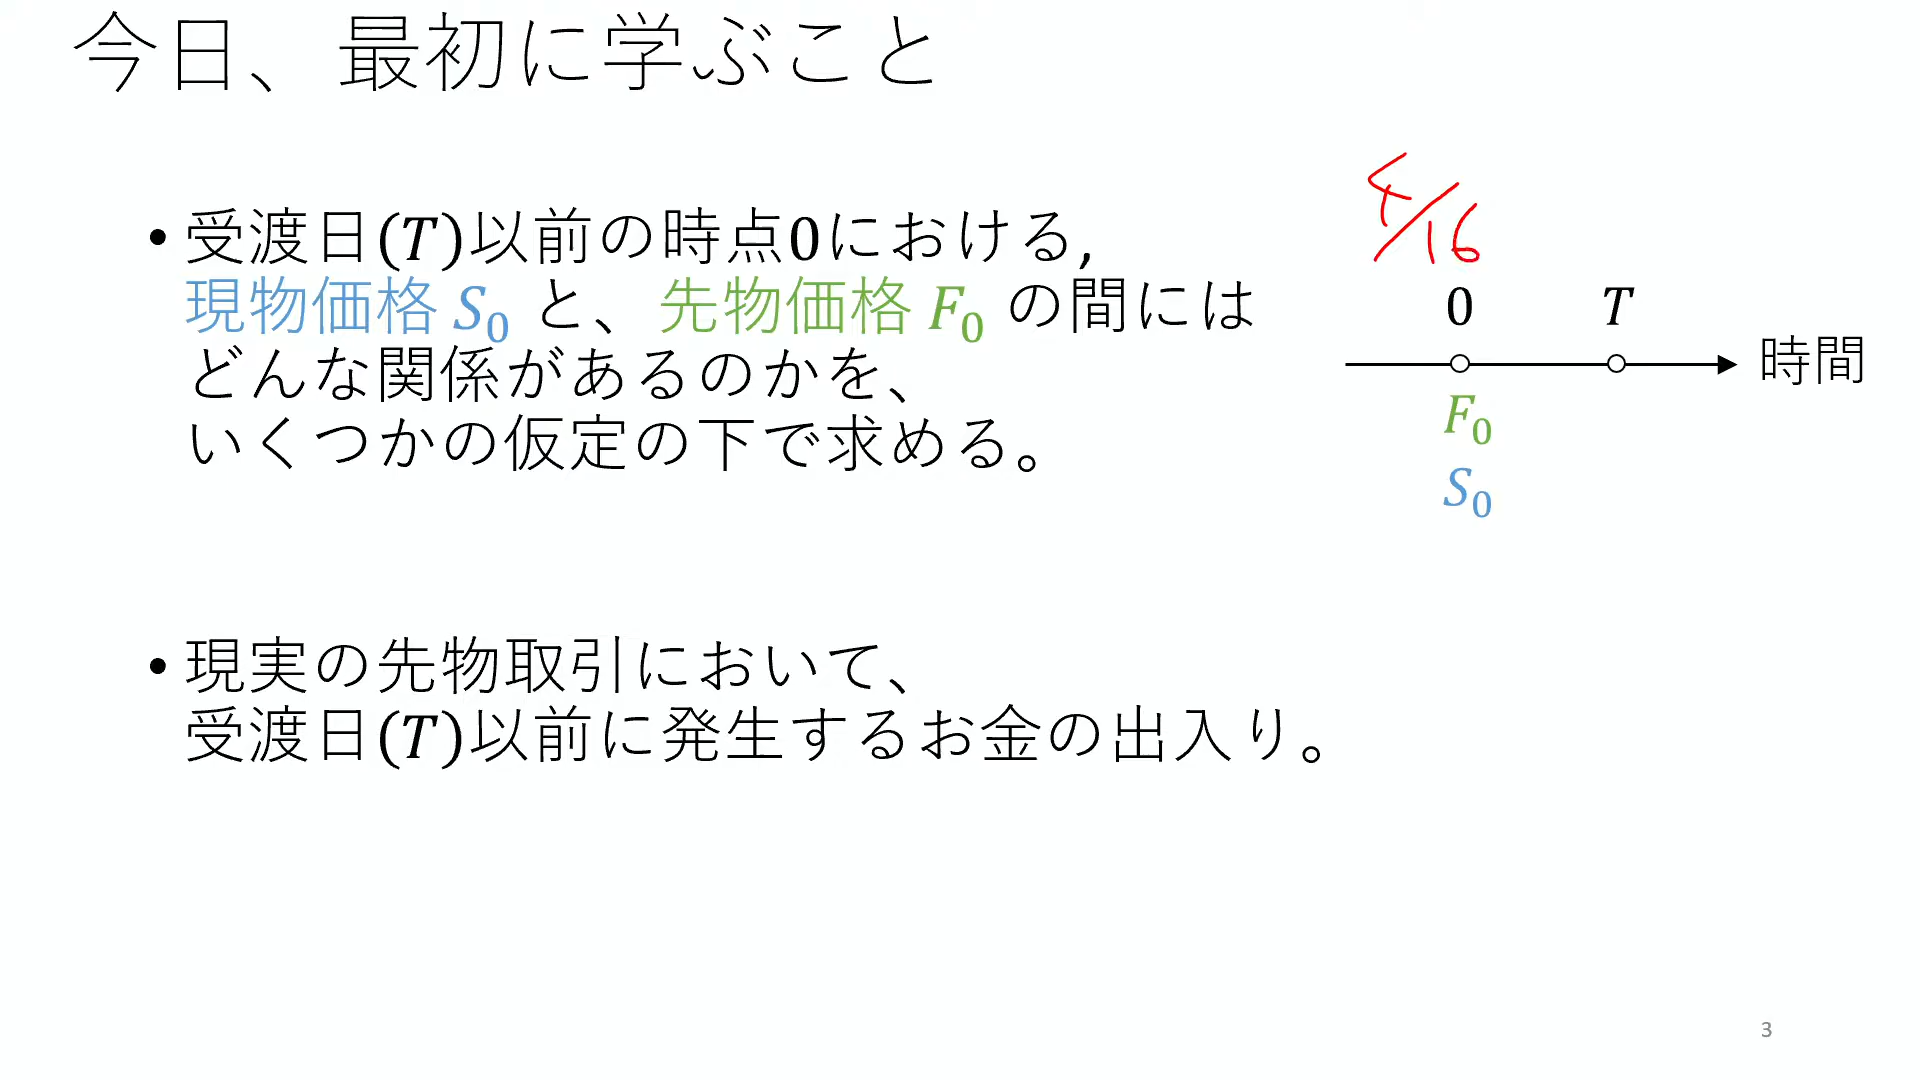 今日、最初に学ぶこと
• 受渡日(T)以前の時点0における,
現物価格 S₀ と、先物価格 F₀ の間には
どんな関係があるのかを、
いくつかの仮定の下で求める。
4/16
0 T
時間
F₀
S₀
• 現実の先物取引において、
受渡日(T)以前に発生するお金の出入り。
3